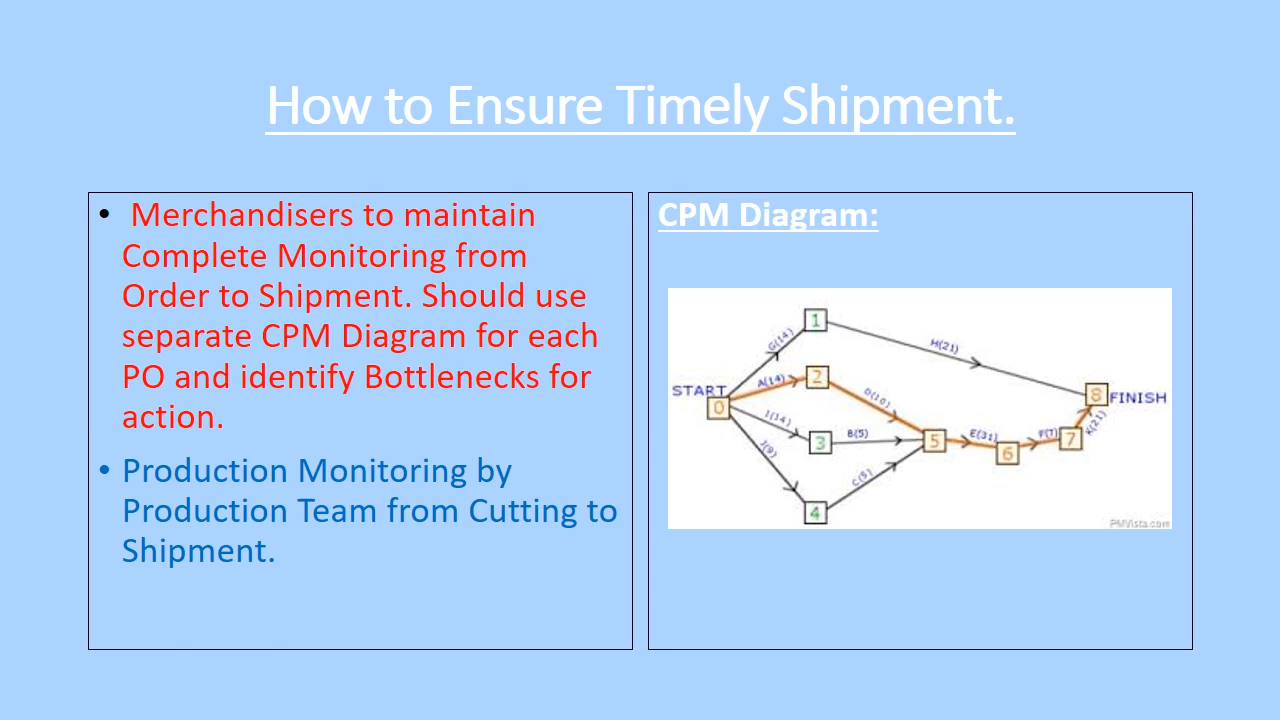 How to Ensure Timely Shipment.
• Merchandisers to maintain
Complete Monitoring from
Order to Shipment. Should use
separate CPM Diagram for each
PO and identify Bottlenecks for
action.
• Production Monitoring by
Production Team from Cutting to
Shipment.
CPM Diagram:
1
G(14)
H(21)
START
A(14)
2
D(10)
8 FINISH
0
I(14)
3
B(5)
5
E(31)
6
F(7)
7
K(21)
J(9)
C(5)
4
PMVista.com